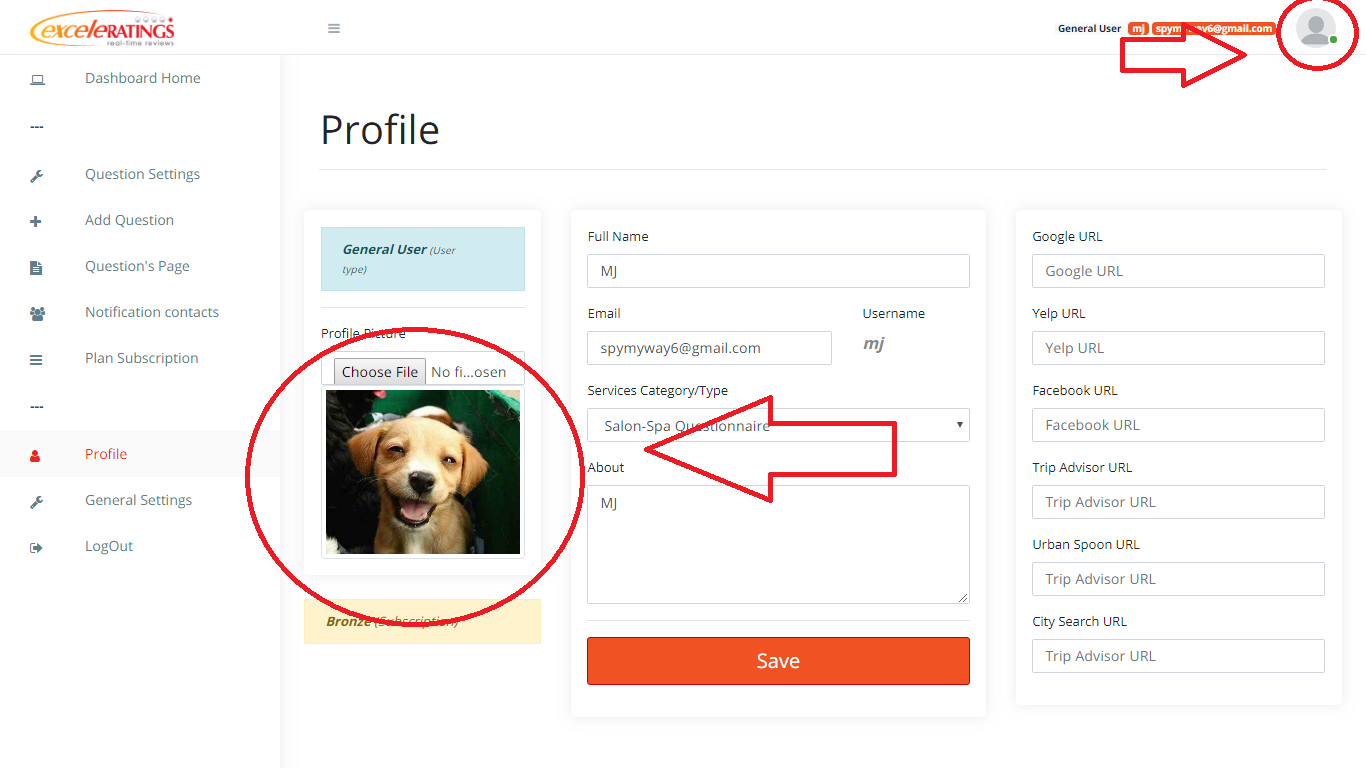 exceleRATINGS
real-time reviews
General User mj spymyway6@gmail.com
Dashboard Home
---
Question Settings
Add Question
Question's Page
Notification contacts
Plan Subscription
---
Profile
General Settings
LogOut
Profile
General User (User
type)
Profile Picture
Choose File No fi...osen
Bronze (Subscription)
Full Name
MJ
Email
spymyway6@gmail.com
Username
mj
Services Category/Type
Salon-Spa Questionnaire
About
MJ
Save
Google URL
Google URL
Yelp URL
Yelp URL
Facebook URL
Facebook URL
Trip Advisor URL
Trip Advisor URL
Urban Spoon URL
Trip Advisor URL
City Search URL
Trip Advisor URL